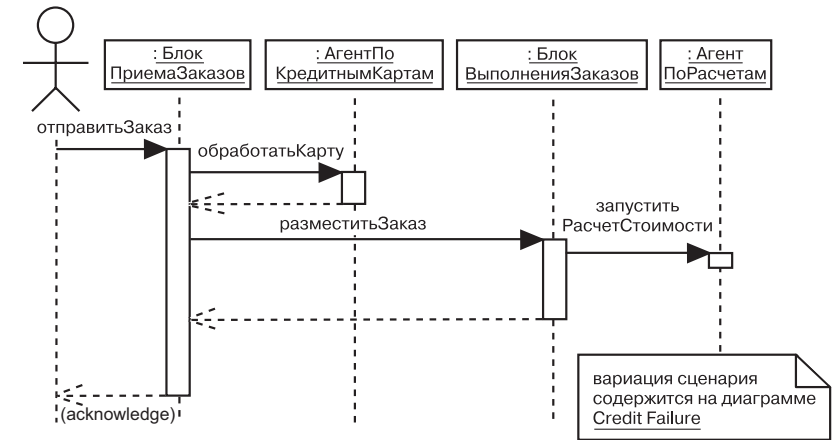 : Блок
ПриемаЗаказов
: АгентПо
КредитнымКартам
: Блок
ВыполненияЗаказов
: Агент
ПоРасчетам
отправитьЗаказ
обработатьКарту
разместитьЗаказ
запустить
РасчетСтоимости
(acknowledge)
вариация сценария
содержится на диаграмме
Credit Failure